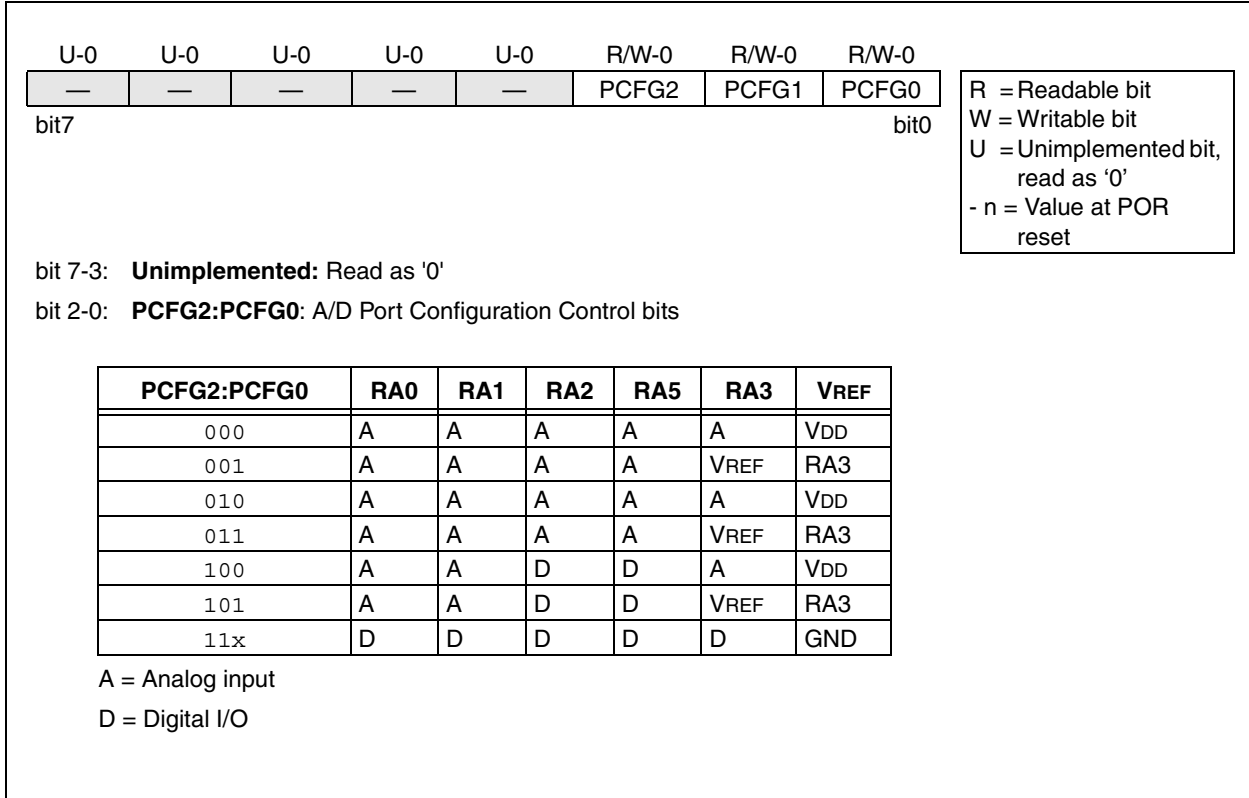 U-0 U-0 U-0 U-0 U-0 R/W-0 R/W-0 R/W-0
— — — — — PCFG2 PCFG1 PCFG0
bit7 bit0
R = Readable bit
W = Writable bit
U = Unimplemented bit,
read as ‘0’
- n = Value at POR
reset
bit 7-3: Unimplemented: Read as '0'
bit 2-0: PCFG2:PCFG0: A/D Port Configuration Control bits
PCFG2:PCFG0 RA0 RA1 RA2 RA5 RA3 VREF
000 A A A A A VDD
001 A A A A VREF RA3
010 A A A A A VDD
011 A A A A VREF RA3
100 A A D D A VDD
101 A A D D VREF RA3
11x D D D D D GND
A = Analog input
D = Digital I/O